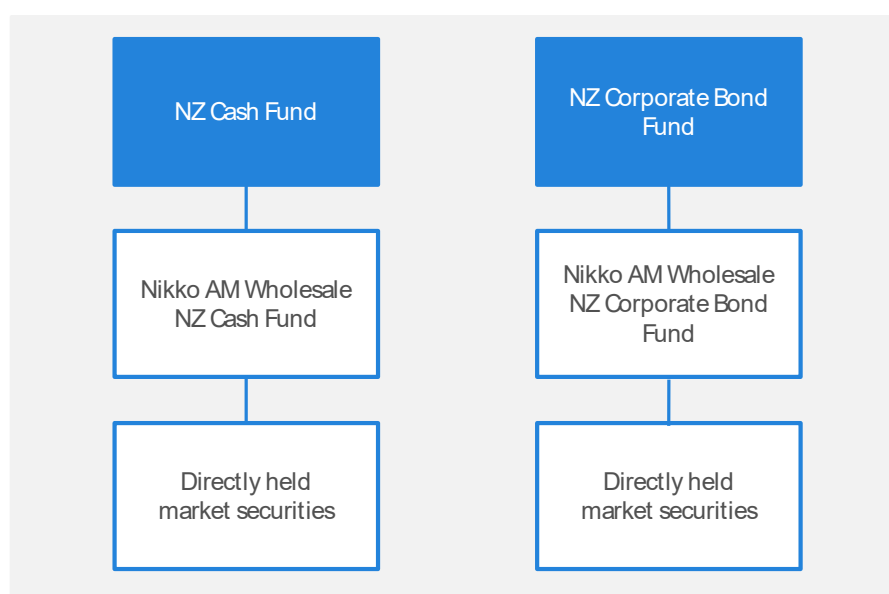 NZ Cash Fund
NZ Corporate Bond
Fund
Nikko AM Wholesale
NZ Cash Fund
Nikko AM Wholesale
NZ Corporate Bond
Fund
Directly held
market securities
Directly held
market securities